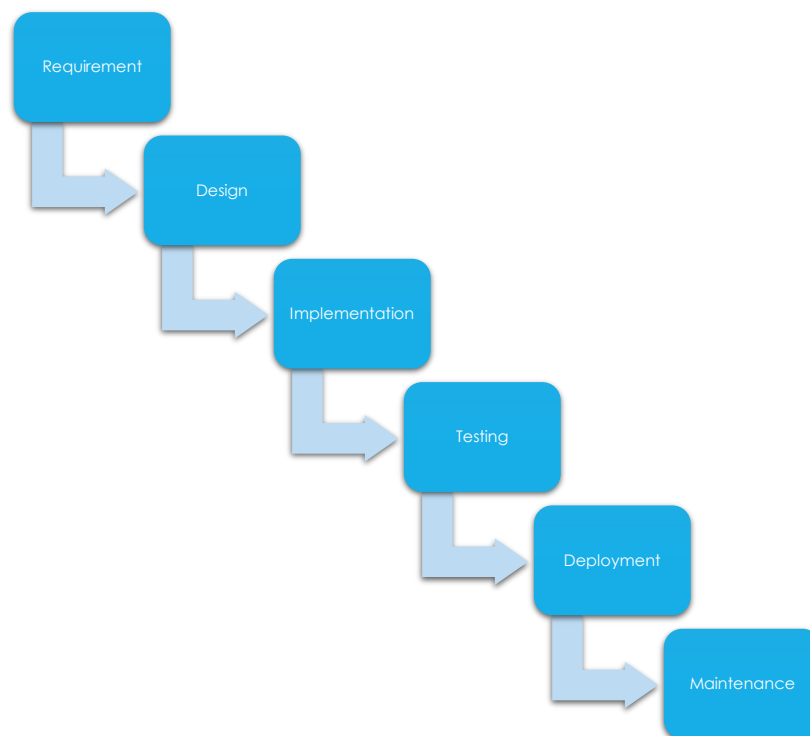 Requirement
Design
Implementation
Testing
Deployment
Maintenance